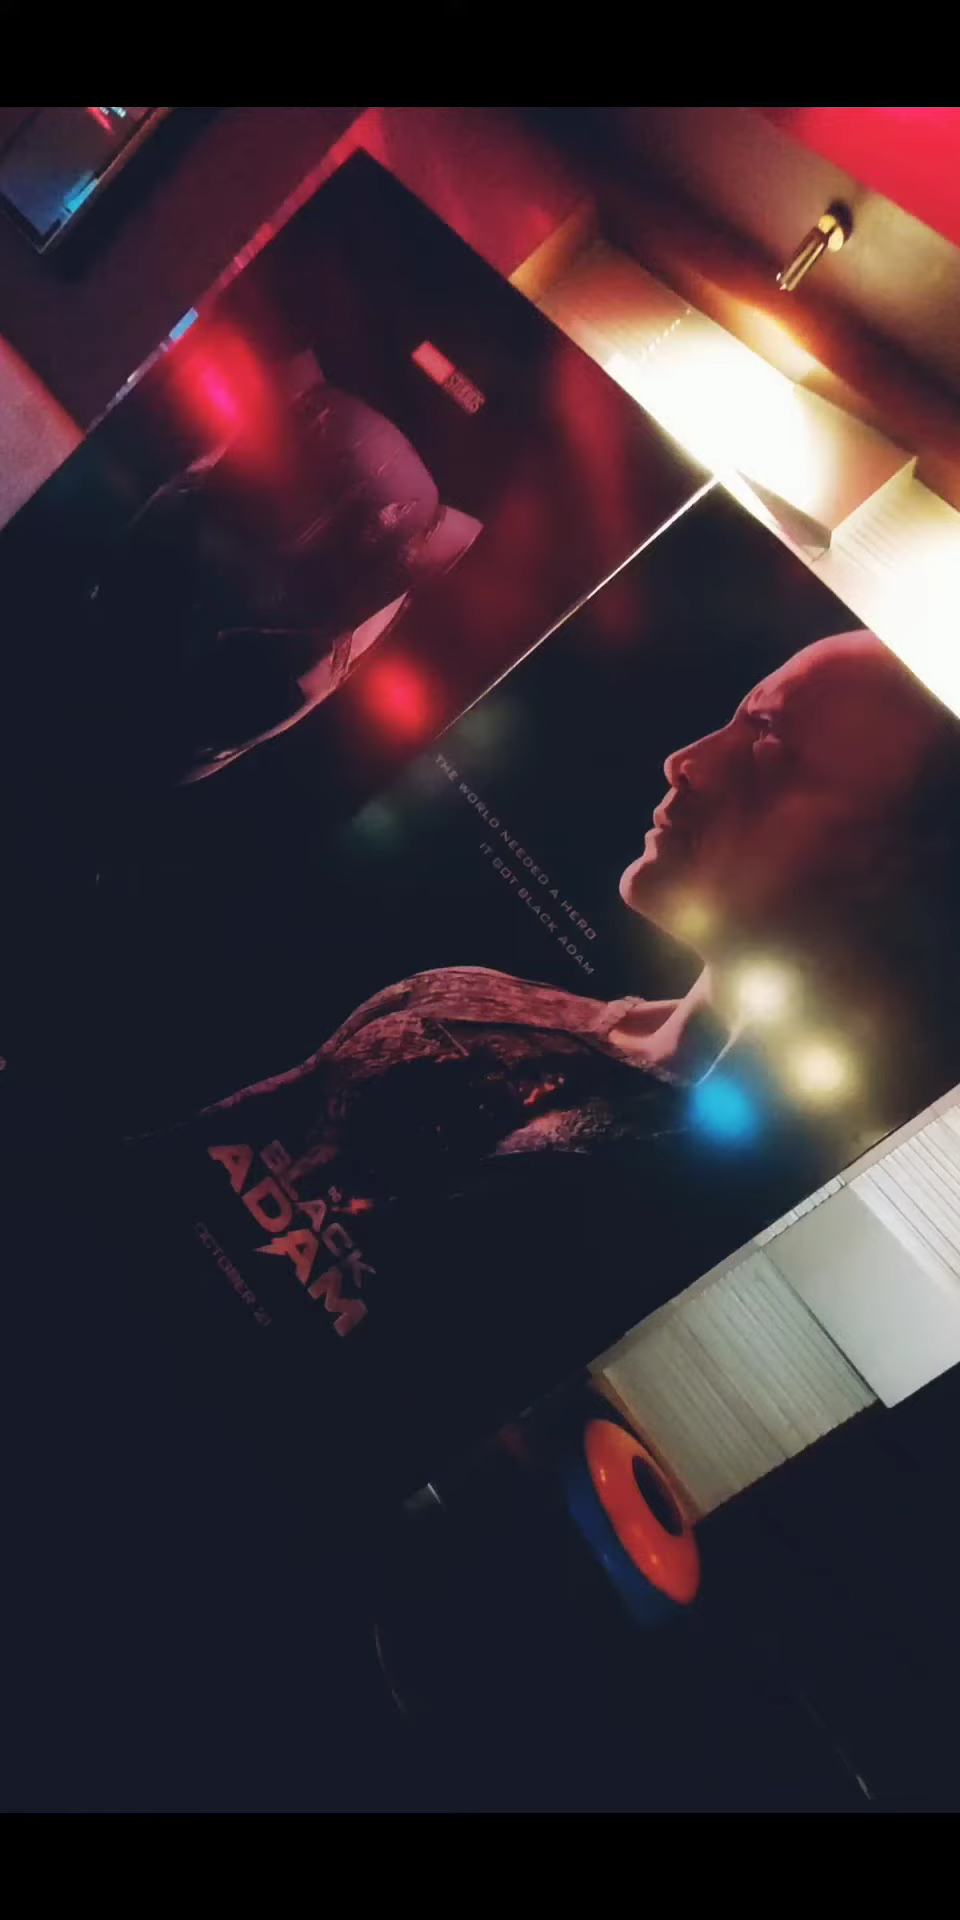 THE WORLD NEEDED A HERO
IT GOT BLACK ADAM
BLACK
ADAM
OCTOBER 21